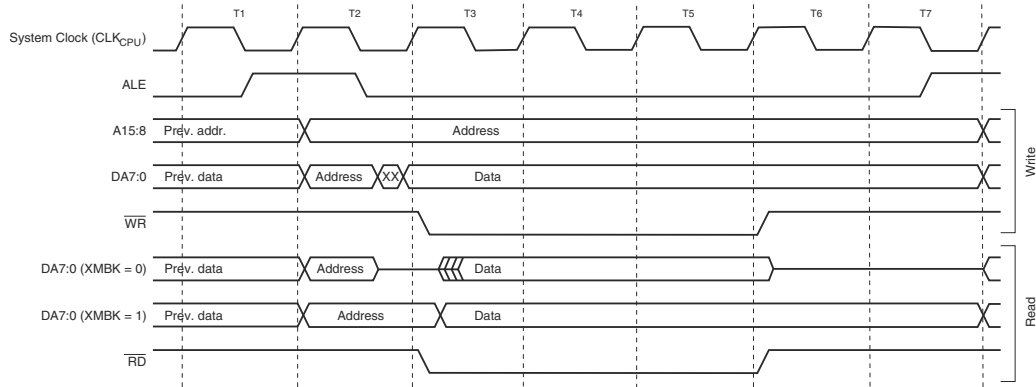 T1 T2 T3 T4 T5 T6 T7
System Clock (CLKCPU)
ALE
A15:8 Prev. addr. Address
DA7:0 Prev. data Address XX Data
WR
Write
DA7:0 (XMBK = 0) Prev. data Address Data
DA7:0 (XMBK = 1) Prev. data Address Data
RD
Read